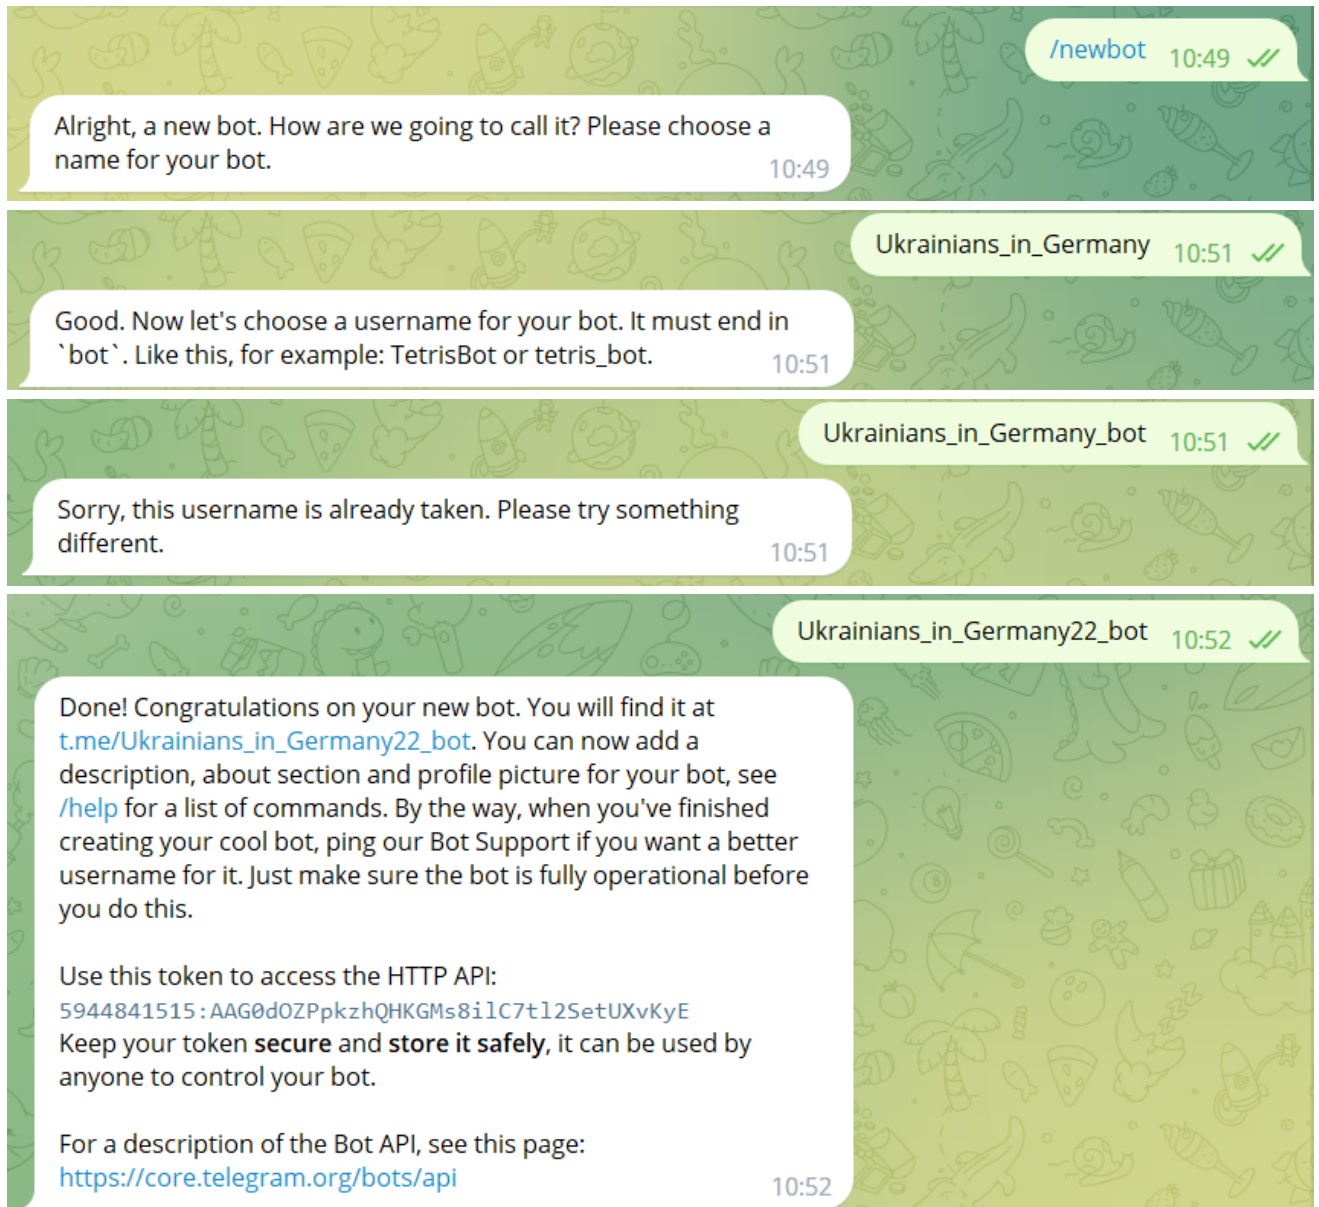 /newbot 10:49
Alright, a new bot. How are we going to call it? Please choose a
name for your bot.
10:49
Ukrainians_in_Germany 10:51
Good. Now let's choose a username for your bot. It must end in
`bot`. Like this, for example: TetrisBot or tetris_bot.
10:51
Ukrainians_in_Germany_bot 10:51
Sorry, this username is already taken. Please try something
different.
10:51
Ukrainians_in_Germany22_bot 10:52
Done! Congratulations on your new bot. You will find it at
t.me/Ukrainians_in_Germany22_bot. You can now add a
description, about section and profile picture for your bot, see
/help for a list of commands. By the way, when you've finished
creating your cool bot, ping our Bot Support if you want a better
username for it. Just make sure the bot is fully operational before
you do this.
Use this token to access the HTTP API:
5944841515:AAG0dOZPpkzhQHKGMs8ilC7tl2SetUXvKyE
Keep your token secure and store it safely, it can be used by
anyone to control your bot.
For a description of the Bot API, see this page:
https://core.telegram.org/bots/api
10:52